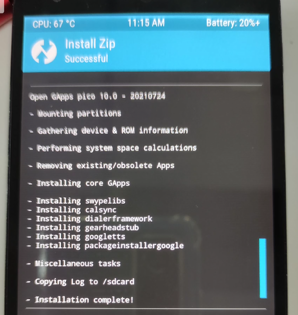 CPU: 67 °C 11:15 AM Battery: 20%+
Install Zip
Successful
Open GApps pico 10.0 - 20210724
- Mounting partitions
- Gathering device & ROM information
- Performing system space calculations
- Removing existing/obsolete Apps
- Installing core GApps
- Installing swypelibs
- Installing calsync
- Installing dialerframework
- Installing gearheadstub
- Installing googletts
- Installing packageinstallergoogle
- Miscellaneous tasks
- Copying Log to /sdcard
- Installation complete!